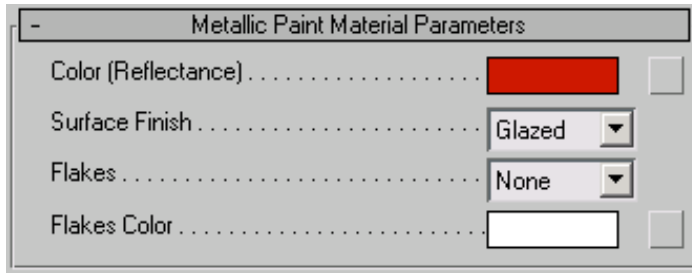 - Metallic Paint Material Parameters
Color (Reflectance) . . . . . . . . . . . . . . . . . . . .
Surface Finish . . . . . . . . . . . . . . . . . . . . . . . . Glazed
Flakes . . . . . . . . . . . . . . . . . . . . . . . . . . . . . . None
Flakes Color . . . . . . . . . . . . . . . . . . . . . . . . . .